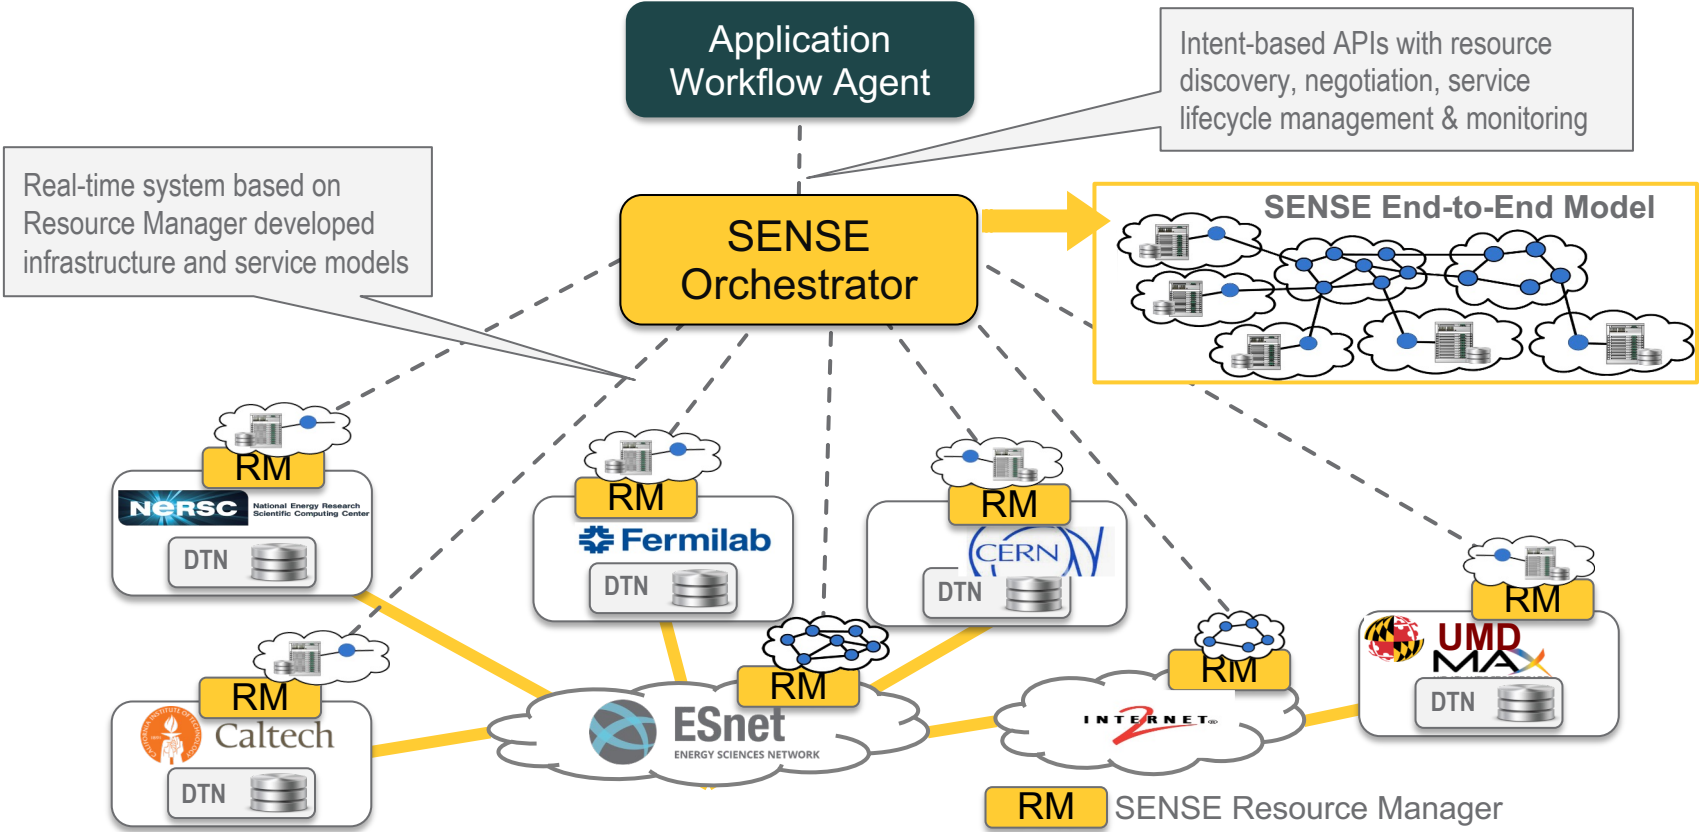 Application
Workflow Agent
Intent-based APIs with resource
discovery, negotiation, service
lifecycle management & monitoring
Real-time system based on
Resource Manager developed
infrastructure and service models
SENSE
Orchestrator
SENSE End-to-End Model
RM
NERSC
National Energy Research
Scientific Computing Center
DTN
RM
Fermilab
DTN
RM
CERN
DTN
RM
UMD
MAX
DTN
RM
Caltech
DTN
RM
ESnet
ENERGY SCIENCES NETWORK
RM
INTERNET
2
RM
SENSE Resource Manager